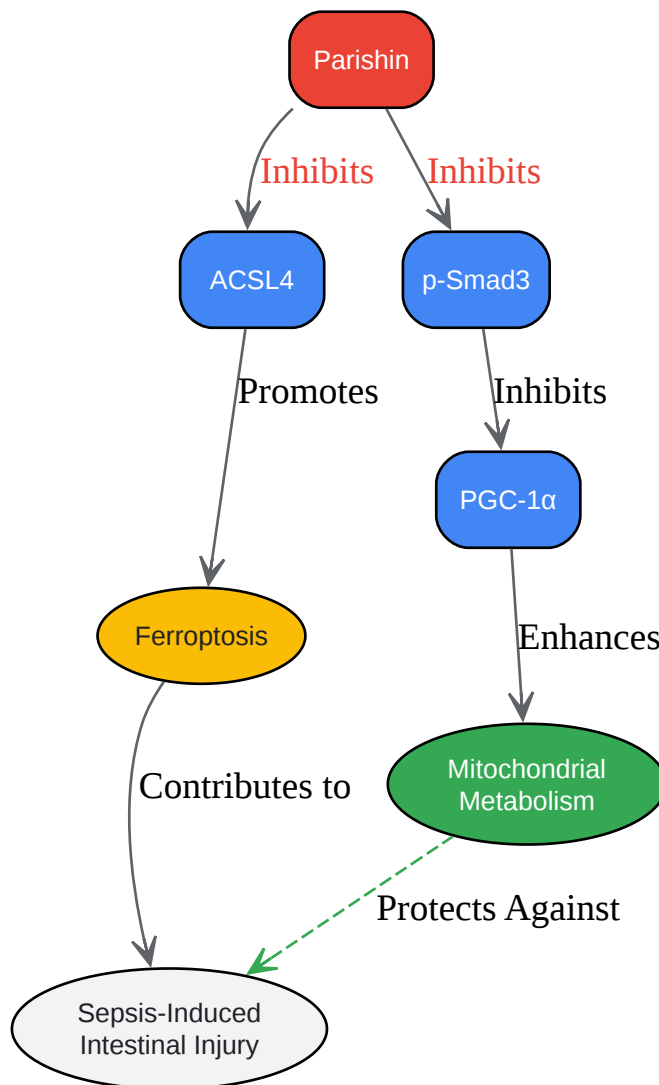 Parishin
Inhibits
Inhibits
ACSL4
p-Smad3
Promotes
Inhibits
PGC-1α
Ferroptosis
Enhances
Mitochondrial
Metabolism
Contributes to
Protects Against
Sepsis-Induced
Intestinal Injury